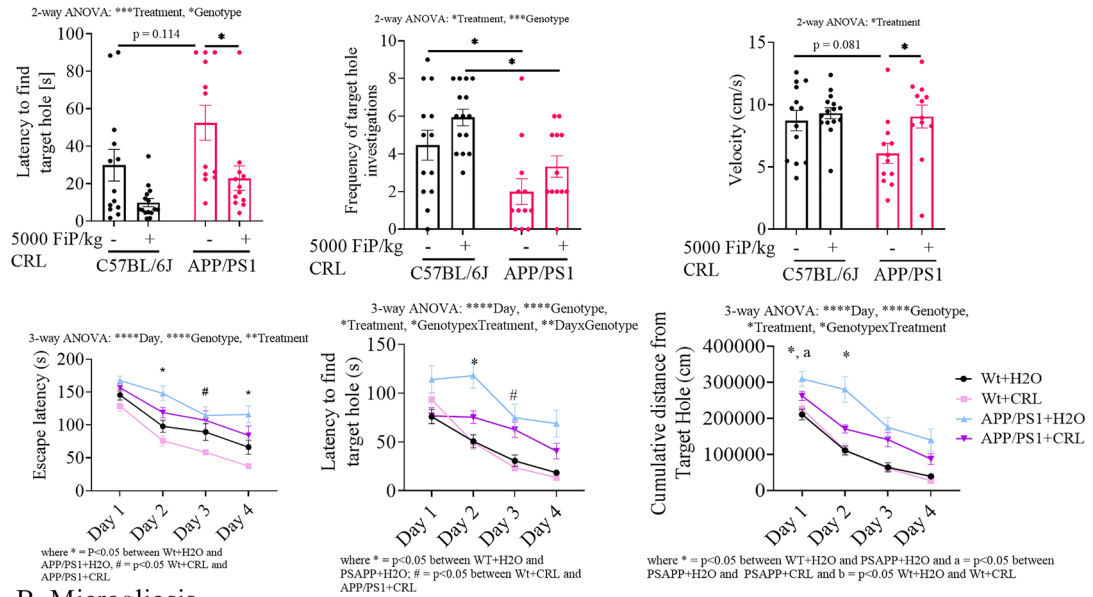 2-way ANOVA: ***Treatment, *Genotype
p = 0.114
*
Latency to find
target hole [s]
100
80
60
40
20
0
- + - +
5000 FiP/kg
CRL
C57BL/6J APP/PS1
2-way ANOVA: *Treatment, ***Genotype
*
*
Frequency of target hole
investigations
10
8
6
4
2
0
- + - +
5000 FiP/kg
CRL
C57BL/6J APP/PS1
2-way ANOVA: *Treatment
p = 0.081
*
Velocity (cm/s)
15
10
5
0
- + - +
5000 FiP/kg
CRL
C57BL/6J APP/PS1
3-way ANOVA: ****Day, ****Genotype, **Treatment
Escape latency (s)
200
150
100
50
0
* # *
Day 1 Day 2 Day 3 Day 4
where * = P<0.05 between Wt+H2O and
APP/PS1+H2O, # = p<0.05 Wt+CRL and
APP/PS1+CRL
3-way ANOVA: ****Day, ****Genotype,
*Treatment, *GenotypexTreatment, **DayxGenotype
Latency to find
target hole (s)
150
100
50
0
* #
Day 1 Day 2 Day 3 Day 4
where * = p<0.05 between WT+H2O and
PSAPP+H2O; # = p<0.05 between Wt+CRL and
APP/PS1+CRL
3-way ANOVA: ****Day, ****Genotype,
*Treatment, *GenotypexTreatment
Cumulative distance from
Target Hole (cm)
400000
300000
200000
100000
0
*, a *
Day 1 Day 2 Day 3 Day 4
Wt+H2O
Wt+CRL
APP/PS1+H2O
APP/PS1+CRL
where * = p<0.05 between WT+H2O and PSAPP+H2O and a = p<0.05 between
PSAPP+H2O and PSAPP+CRL and b = p<0.05 Wt+H2O and Wt+CRL